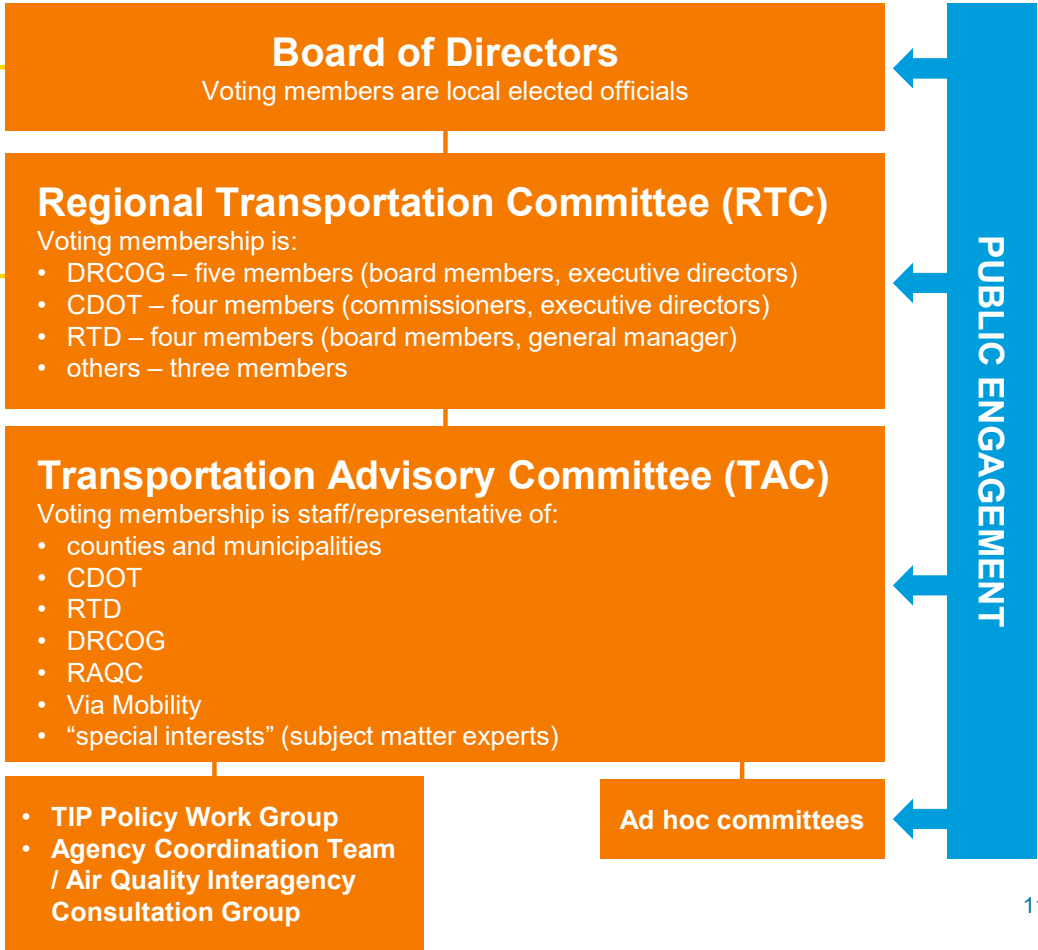 Board of Directors
Voting members are local elected officials
Regional Transportation Committee (RTC)
Voting membership is:
• DRCOG – five members (board members, executive directors)
• CDOT – four members (commissioners, executive directors)
• RTD – four members (board members, general manager)
• others – three members
Transportation Advisory Committee (TAC)
Voting membership is staff/representative of:
• counties and municipalities
• CDOT
• RTD
• DRCOG
• RAQC
• Via Mobility
• “special interests” (subject matter experts)
• TIP Policy Work Group
• Agency Coordination Team
/ Air Quality Interagency
Consultation Group
Ad hoc committees
PUBLIC ENGAGEMENT